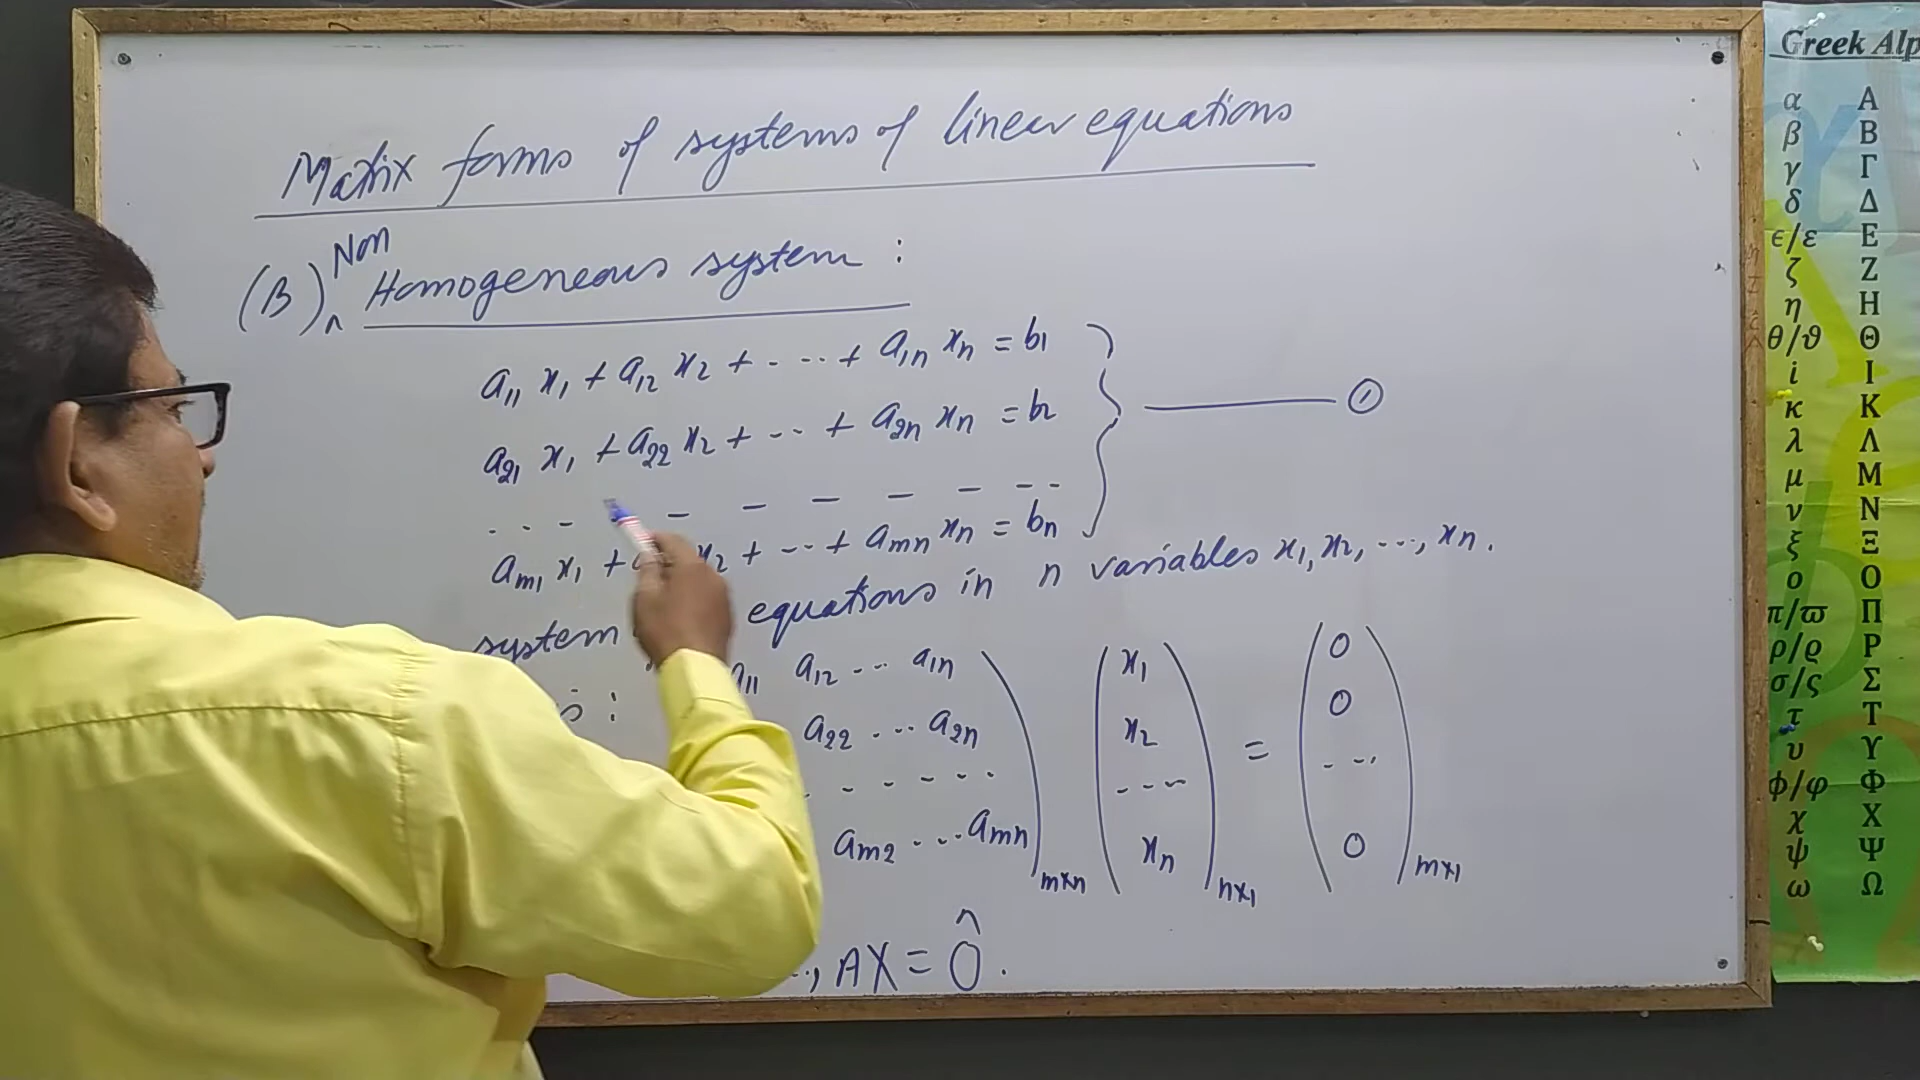 Matrix forms of systems of linear equations
(B) ^ Non Homogeneous system :
a11 x1 + a12 x2 + - ... + a1n xn = b1
a21 x1 + a22 x2 + - .. + a2n xn = b2 } ——— ①
. . - - - - - - - -
am1 x1 + x2 + - ... + amn xn = bn
system equations in n variables x1, x2, ..., xn.
: a11 a12 ... a1n x1 0
a22 ... a2n x2 = 0
- - - - - - - - - - ..
am2 ... amn xn 0
m×n n×1 m×1
, AX = Ô.
Greek Alp
α A
β B
γ Γ
δ Δ
ϵ/ε E
ζ Z
η H
θ/ϑ Θ
i I
κ K
λ Λ
μ M
ν N
ξ Ξ
ο O
π/ϖ Π
ρ/ϱ P
σ/ς Σ
τ T
υ ϒ
ϕ/φ Φ
χ X
ψ Ψ
ω Ω